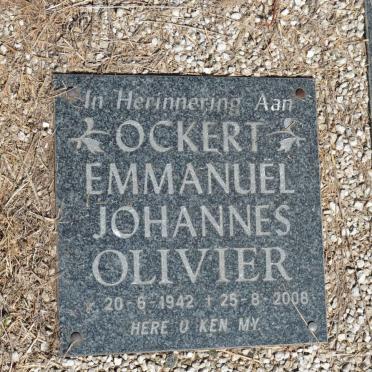 In Herinnering Aan
OCKERT
EMMANUEL
JOHANNES
OLIVIER
* 20-6-1942 † 25-8-2008
HERE U KEN MY.